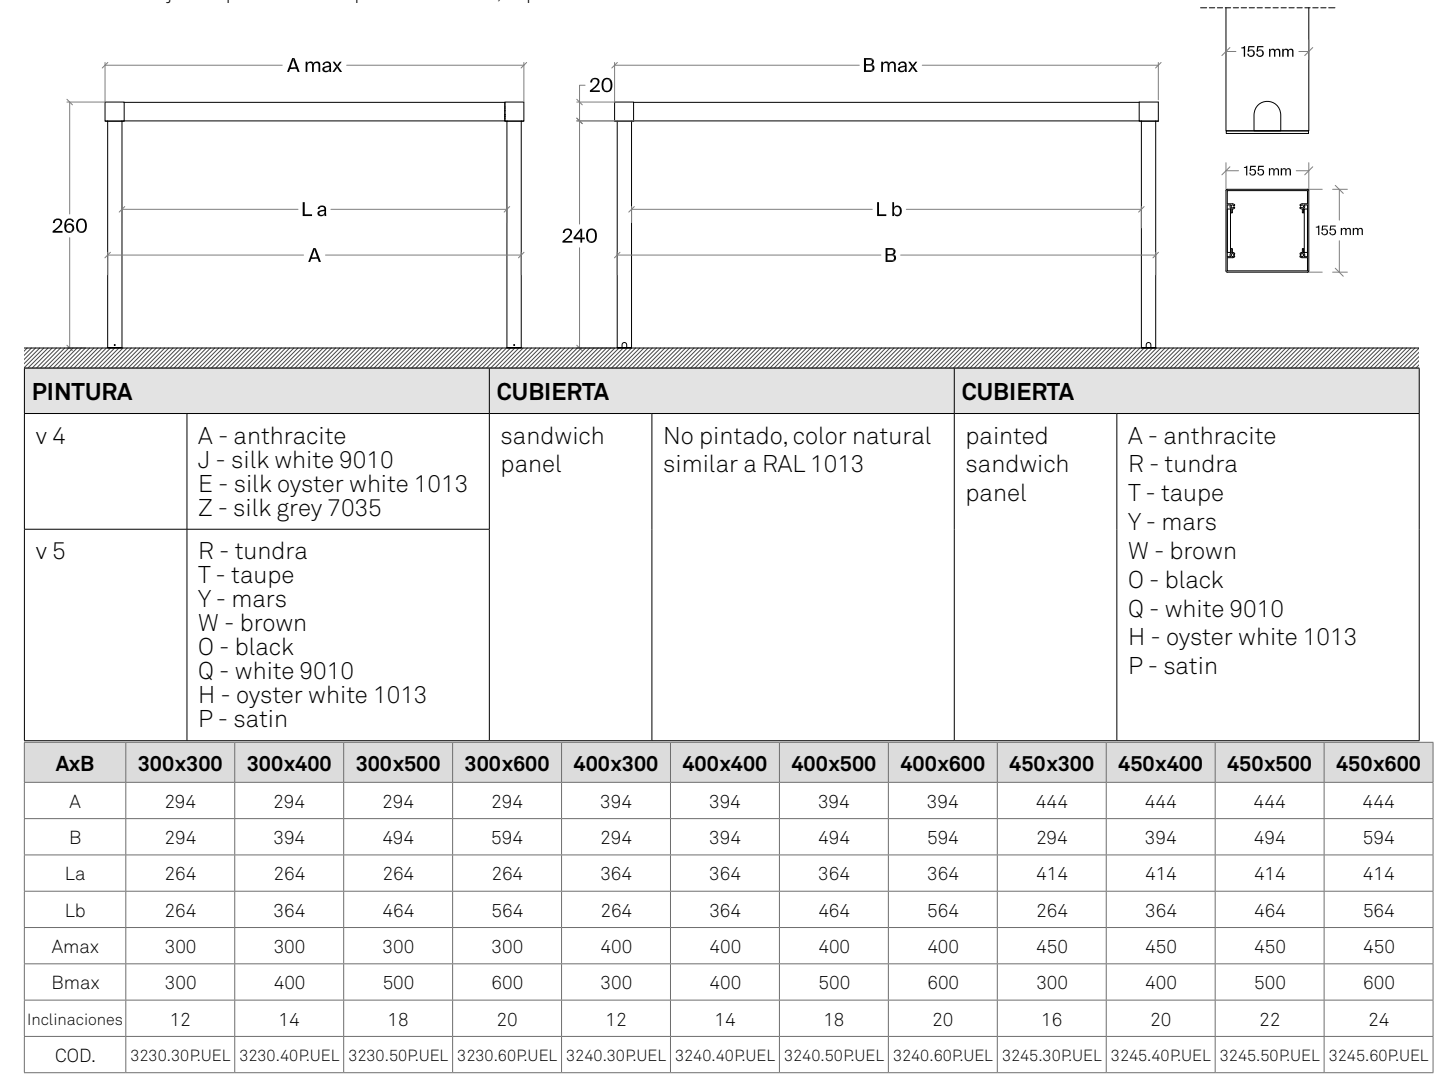 A max
B max
20
155 mm
155 mm
155 mm
260
L a
A
240
L b
B
PINTURA
CUBIERTA
CUBIERTA
v 4
A - anthracite
J - silk white 9010
E - silk oyster white 1013
Z - silk grey 7035
v 5
R - tundra
T - taupe
Y - mars
W - brown
O - black
Q - white 9010
H - oyster white 1013
P - satin
sandwich
panel
No pintado, color natural
similar a RAL 1013
painted
sandwich
panel
A - anthracite
R - tundra
T - taupe
Y - mars
W - brown
O - black
Q - white 9010
H - oyster white 1013
P - satin
AxB 300x300 300x400 300x500 300x600 400x300 400x400 400x500 400x600 450x300 450x400 450x500 450x600
A 294 294 294 294 394 394 394 394 444 444 444 444
B 294 394 494 594 294 394 494 594 294 394 494 594
La 264 264 264 264 364 364 364 364 414 414 414 414
Lb 264 364 464 564 264 364 464 564 264 364 464 564
Amax 300 300 300 300 400 400 400 400 450 450 450 450
Bmax 300 400 500 600 300 400 500 600 300 400 500 600
Inclinaciones 12 14 18 20 12 14 18 20 16 20 22 24
COD. 3230.30P.UEL 3230.40P.UEL 3230.50P.UEL 3230.60P.UEL 3240.30P.UEL 3240.40P.UEL 3240.50P.UEL 3240.60P.UEL 3245.30P.UEL 3245.40P.UEL 3245.50P.UEL 3245.60P.UEL